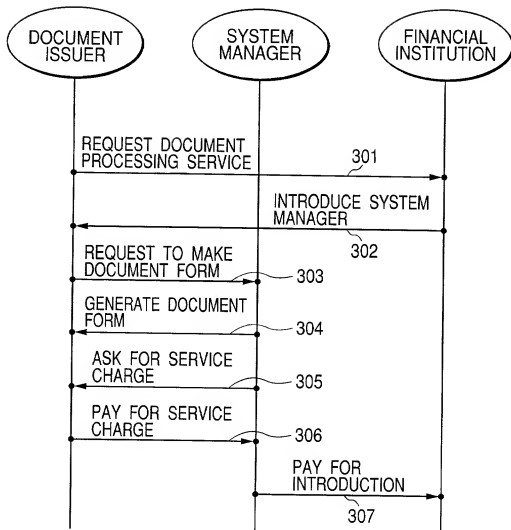 DOCUMENT
ISSUER
SYSTEM
MANAGER
FINANCIAL
INSTITUTION
REQUEST DOCUMENT
PROCESSING SERVICE
301
INTRODUCE SYSTEM
MANAGER
302
REQUEST TO MAKE
DOCUMENT FORM
303
GENERATE DOCUMENT
FORM
304
ASK FOR SERVICE
CHARGE
305
PAY FOR SERVICE
CHARGE
306
PAY FOR
INTRODUCTION
307